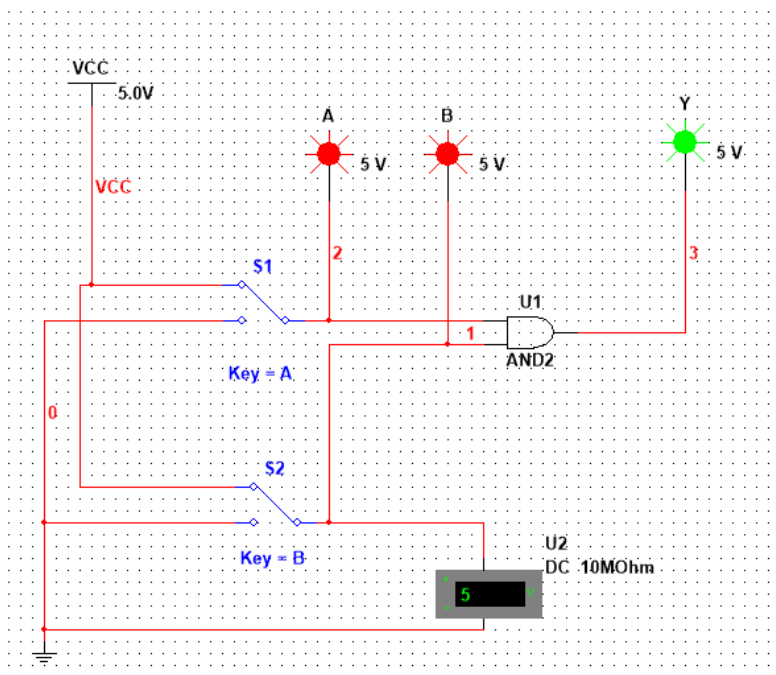 VCC
5.0V
A
5 V
B
5 V
Y
5 V
VCC
2
3
S1
U1
1
AND2
Key = A
0
S2
Key = B
U2
DC 10MOhm
+
5
V
-